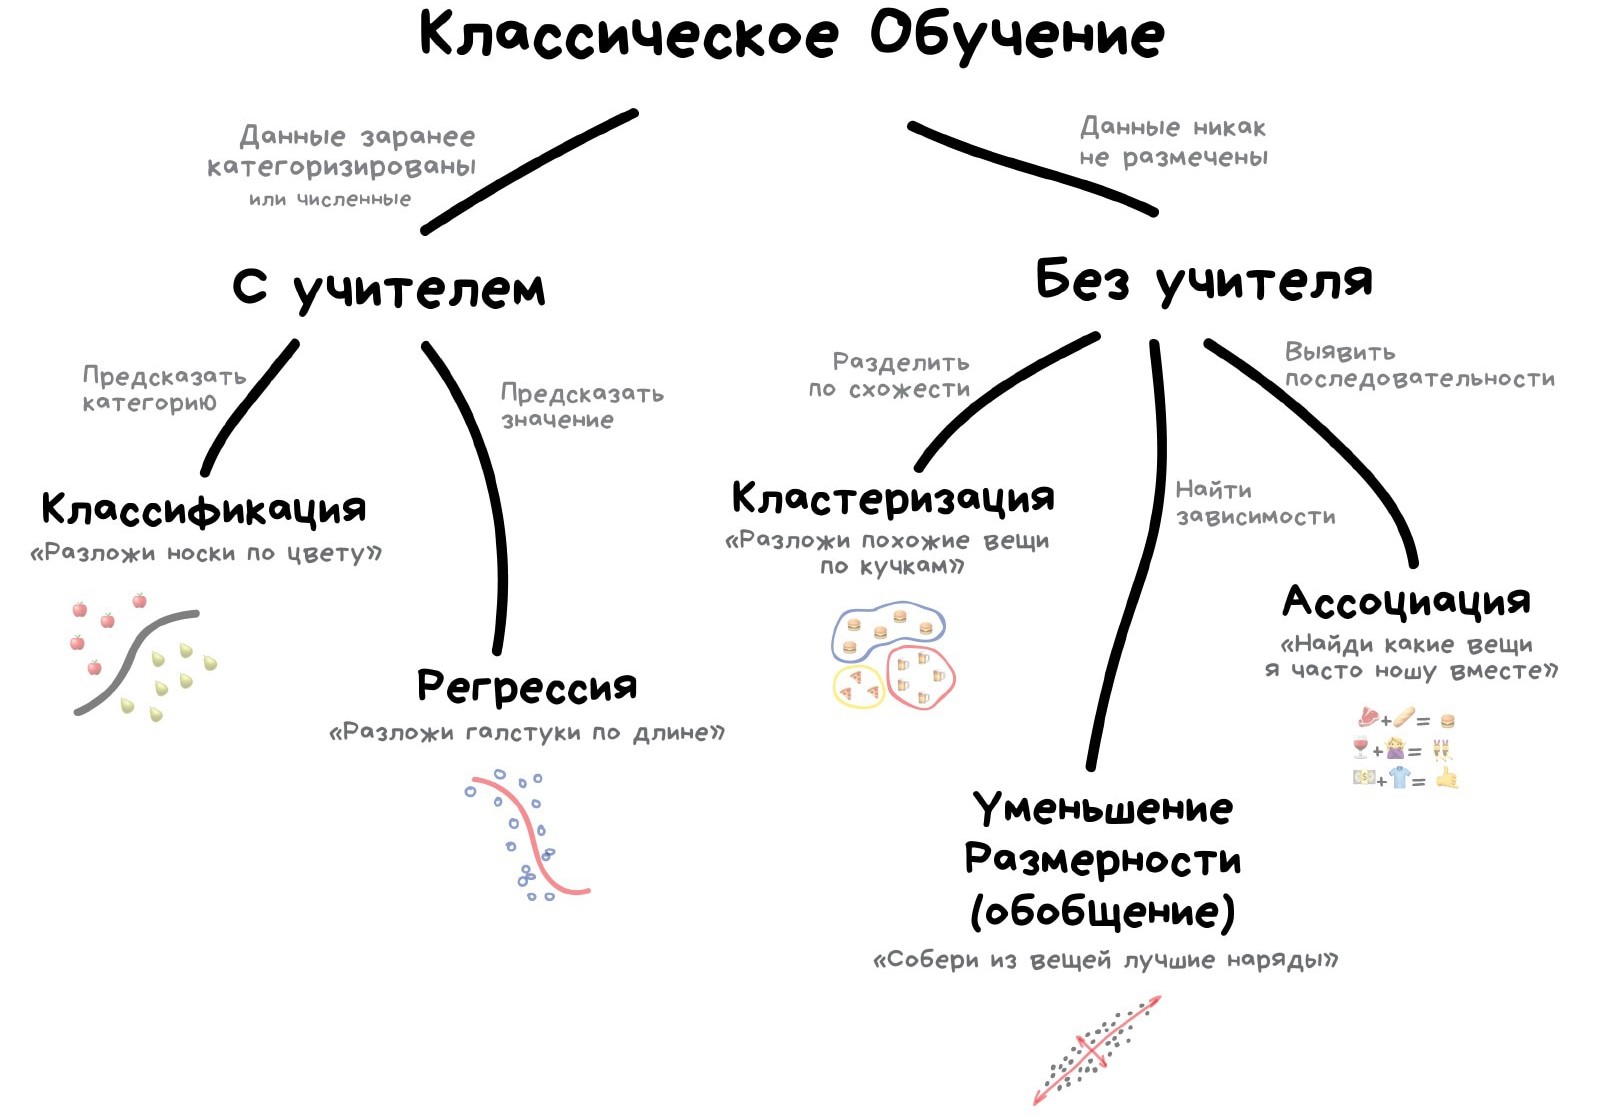 Классическое Обучение
Данные заранее
категоризированы
или численные
Данные никак
не размечены
С учителем
Без учителя
Предсказать
категорию
Предсказать
значение
Разделить
по схожести
Найти
зависимости
Выявить
последовательности
Классификация
«Разложи носки по цвету»
Регрессия
«Разложи галстуки по длине»
Кластеризация
«Разложи похожие вещи
по кучкам»
Уменьшение
Размерности
(обобщение)
«Собери из вещей лучшие наряды»
Ассоциация
«Найди какие вещи
я часто ношу вместе»